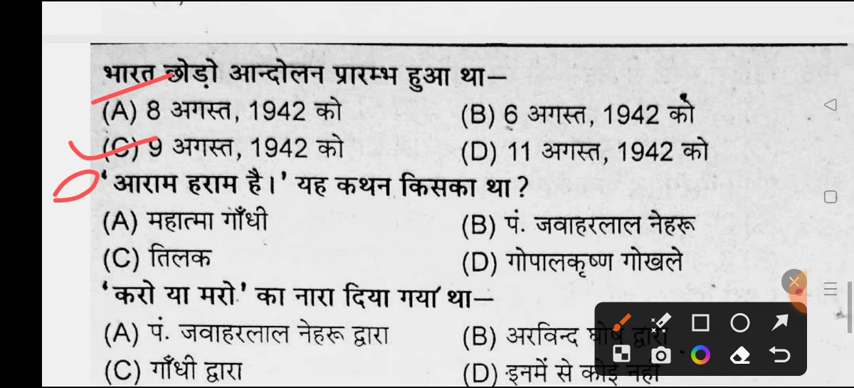 भारत छोड़ो आन्दोलन प्रारम्भ हुआ था—
(A) 8 अगस्त, 1942 को (B) 6 अगस्त, 1942 को
(C) 9 अगस्त, 1942 को (D) 11 अगस्त, 1942 को
'आराम हराम है।' यह कथन किसका था?
(A) महात्मा गाँधी (B) पं. जवाहरलाल नेहरू
(C) तिलक (D) गोपालकृष्ण गोखले
'करो या मरो' का नारा दिया गया था—
(A) पं. जवाहरलाल नेहरू द्वारा (B) अरविन्द घोष द्वारा
(C) गाँधी द्वारा (D) इनमें से कोई नहीं